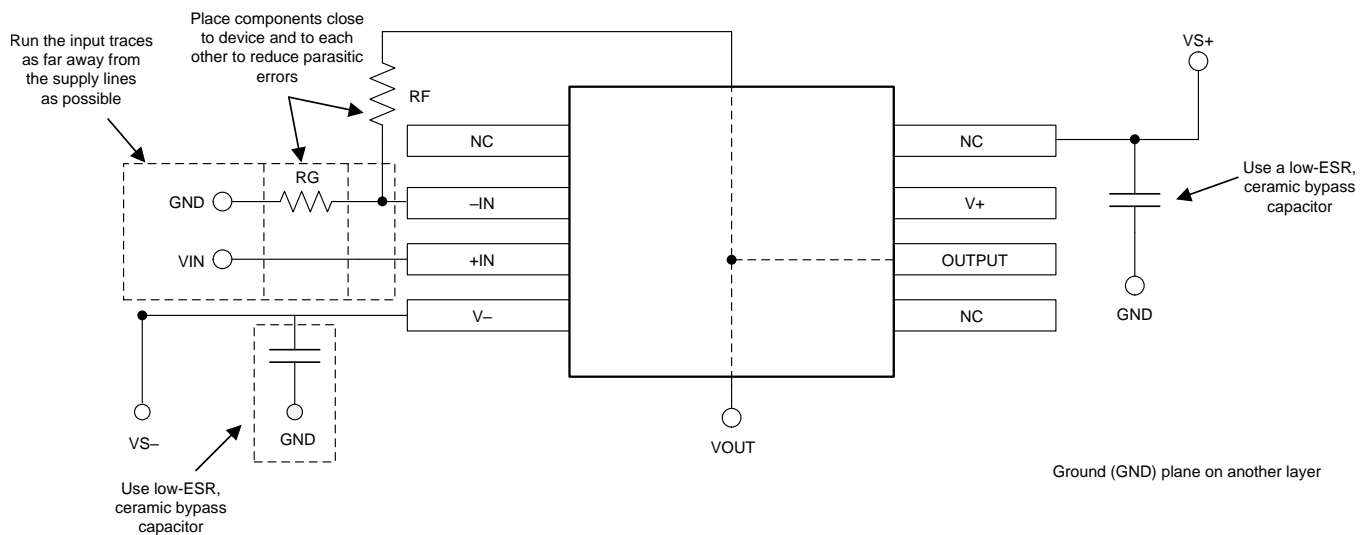 Place components close
to device and to each
other to reduce parasitic
errors
Run the input traces
as far away from
the supply lines
as possible
VS+
RF
NC
NC
Use a low-ESR,
ceramic bypass
capacitor
RG
GND
–IN
V+
VIN
+IN
OUTPUT
V–
NC
GND
VS–
GND
VOUT
Ground (GND) plane on another layer
Use low-ESR,
ceramic bypass
capacitor